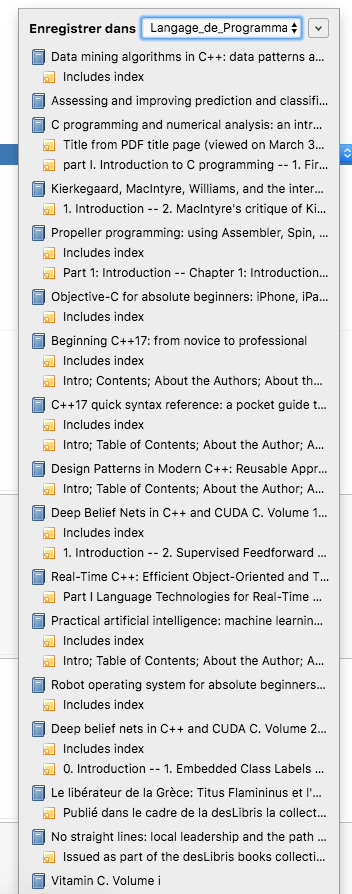 Enregistrer dans Langage_de_Programma
Data mining algorithms in C++: data patterns a...
Includes index
Assessing and improving prediction and classifi...
C programming and numerical analysis: an intr...
Title from PDF title page (viewed on March 3...
part I. Introduction to C programming -- 1. Fir...
Kierkegaard, MacIntyre, Williams, and the inter...
1. Introduction -- 2. MacIntyre's critique of Ki...
Propeller programming: using Assembler, Spin, ...
Includes index
Part 1: Introduction -- Chapter 1: Introduction...
Objective-C for absolute beginners: iPhone, iPa...
Includes index
Beginning C++17: from novice to professional
Includes index
Intro; Contents; About the Authors; About th...
C++17 quick syntax reference: a pocket guide t...
Includes index
Intro; Table of Contents; About the Author; A...
Design Patterns in Modern C++: Reusable Appr...
Intro; Table of Contents; About the Author; A...
Deep Belief Nets in C++ and CUDA C. Volume 1...
Includes index
1. Introduction -- 2. Supervised Feedforward ...
Real-Time C++: Efficient Object-Oriented and T...
Part I Language Technologies for Real-Time ...
Practical artificial intelligence: machine learnin...
Includes index
Intro; Table of Contents; About the Author; A...
Robot operating system for absolute beginners...
Includes index
Deep belief nets in C++ and CUDA C. Volume 2...
Includes index
0. Introduction -- 1. Embedded Class Labels ...
Le libérateur de la Grèce: Titus Flamininus et l'...
Publié dans le cadre de la desLibris la collect...
No straight lines: local leadership and the path ...
Issued as part of the desLibris books collecti...
Vitamin C. Volume i